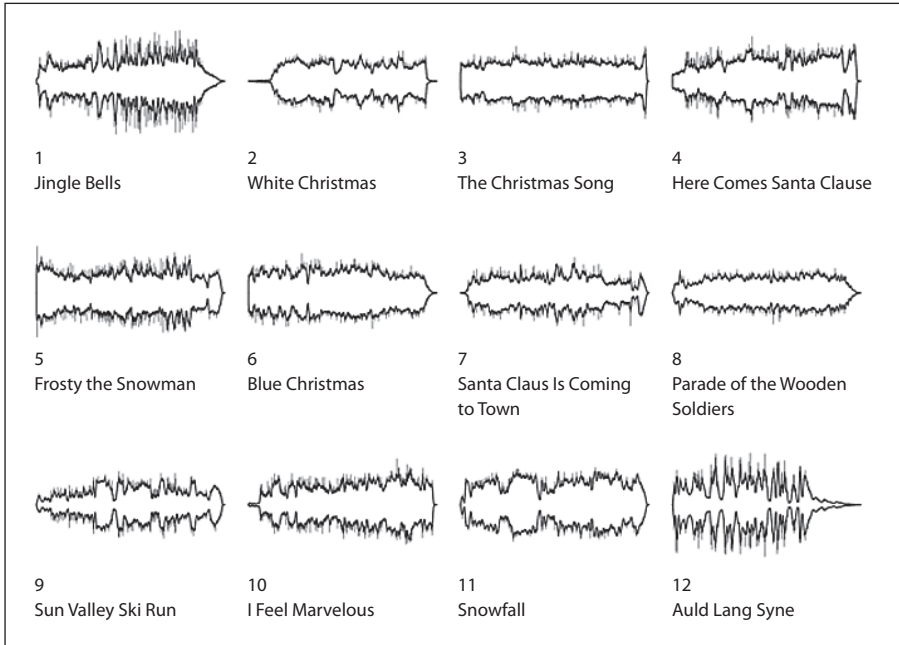 1
Jingle Bells
2
White Christmas
3
The Christmas Song
4
Here Comes Santa Clause
5
Frosty the Snowman
6
Blue Christmas
7
Santa Claus Is Coming
to Town
8
Parade of the Wooden
Soldiers
9
Sun Valley Ski Run
10
I Feel Marvelous
11
Snowfall
12
Auld Lang Syne